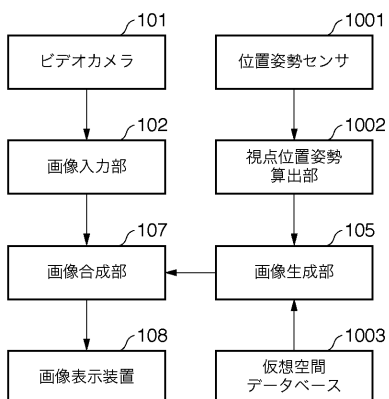 101
ビデオカメラ
1001
位置姿勢センサ
102
画像入力部
1002
視点位置姿勢
算出部
107
画像合成部
105
画像生成部
108
画像表示装置
1003
仮想空間
データベース